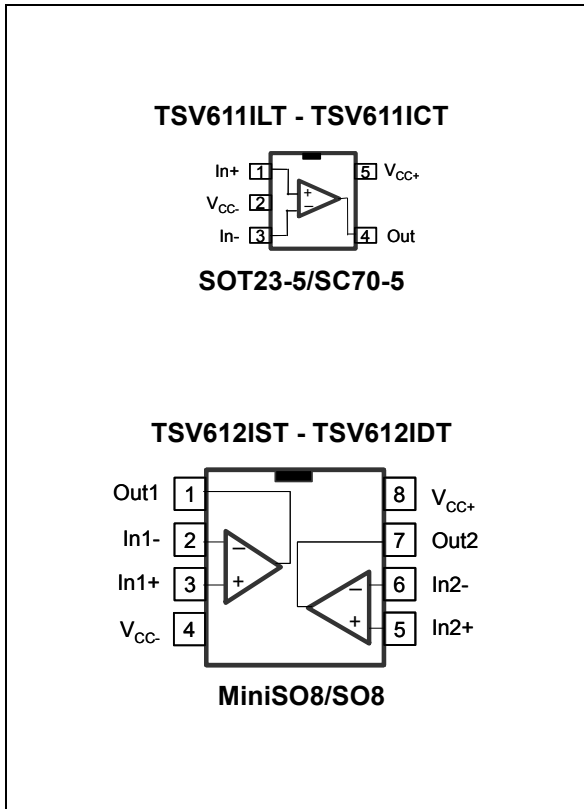 TSV611ILT - TSV611ICT
In+ 1 5 VCC+
+
VCC- 2
−
In- 3 4 Out
SOT23-5/SC70-5
TSV612IST - TSV612IDT
Out1 1 8 VCC+
In1- 2 7 Out2
−
In1+ 3 6 In2-
+ −
VCC- 4 5 In2+
+
MiniSO8/SO8